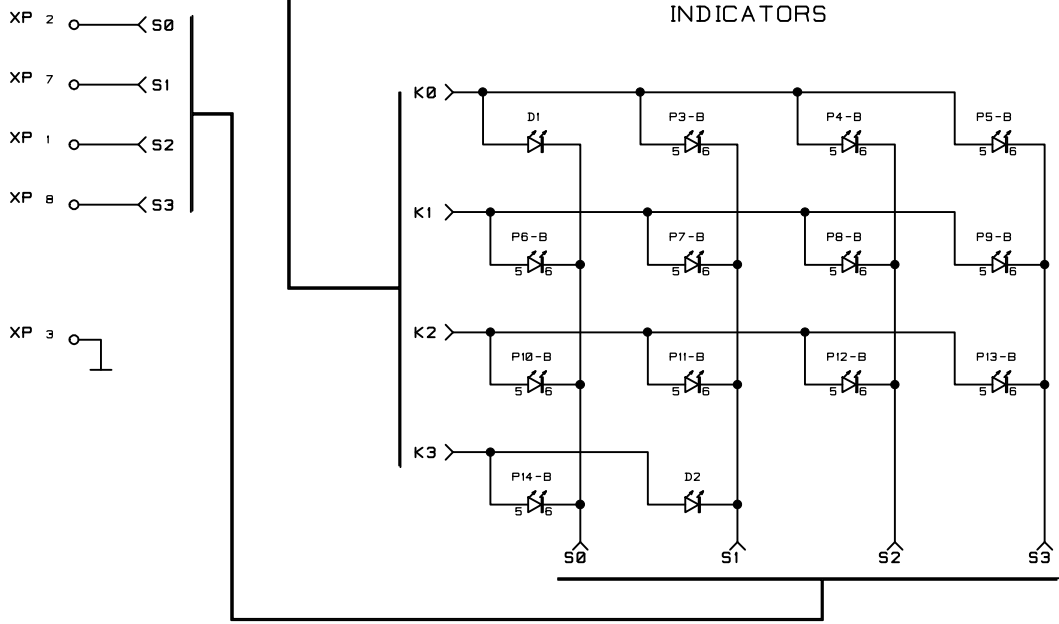 INDICATORS
XP 2 S0
XP 7 S1
XP 1 S2
XP 8 S3
XP 3
K0
D1 P3-B P4-B P5-B
5 6 5 6 5 6
K1
P6-B P7-B P8-B P9-B
5 6 5 6 5 6 5 6
K2
P10-B P11-B P12-B P13-B
5 6 5 6 5 6 5 6
K3
P14-B D2
5 6
S0 S1 S2 S3